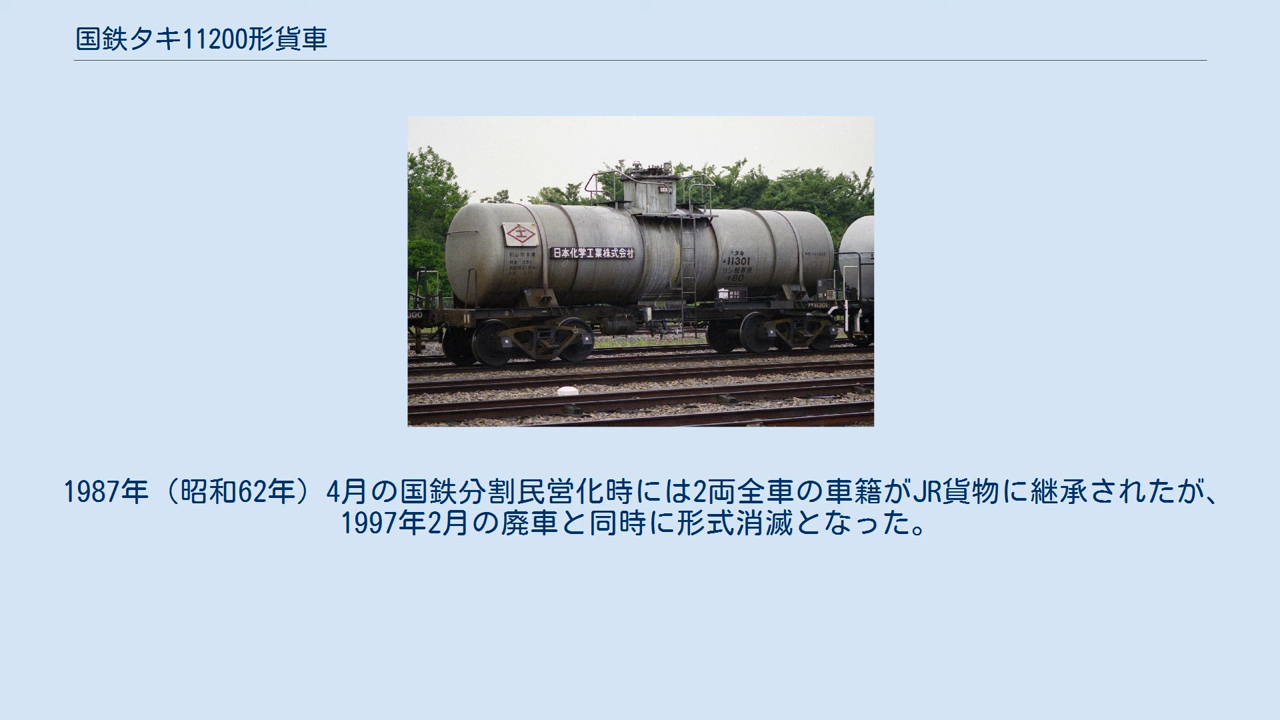 国鉄タキ11200形貨車
工
日本化学工業株式会社
タキ
11301
1987年（昭和62年）4月の国鉄分割民営化時には2両全車の車籍がJR貨物に継承されたが、
1997年2月の廃車と同時に形式消滅となった。